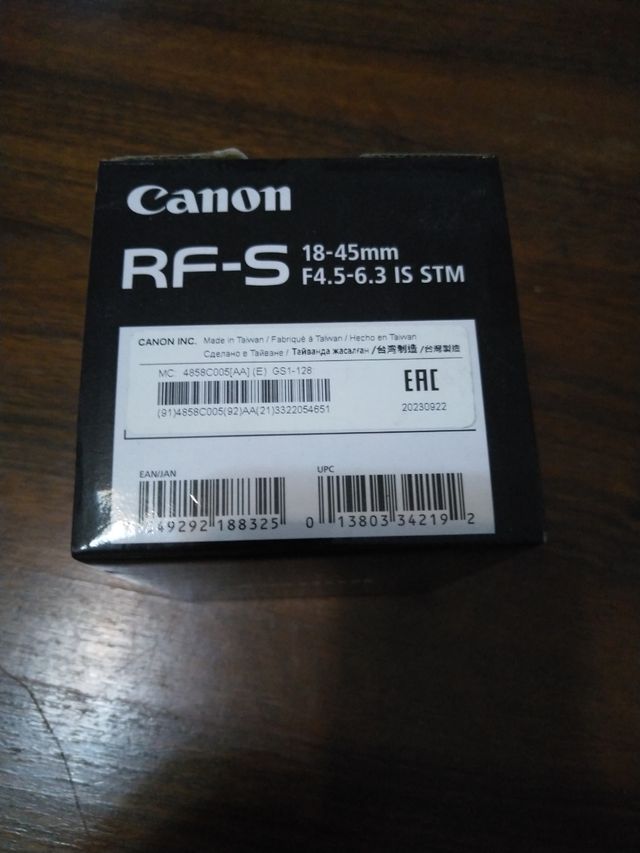 Canon
RF-S 18-45mm
F4.5-6.3 IS STM
CANON INC. Made in Taiwan / Fabriqué à Taiwan / Hecho en Taiwan
Сделано в Тайване / Тайванда жасалған /台湾制造 /台灣製造
MC: 4858C005[AA] (E) GS1-128
EAC
(91)4858C005(92)AA(21)3322054651
20230922
EAN/JAN
UPC
549292 188325
0 13803 34219 2